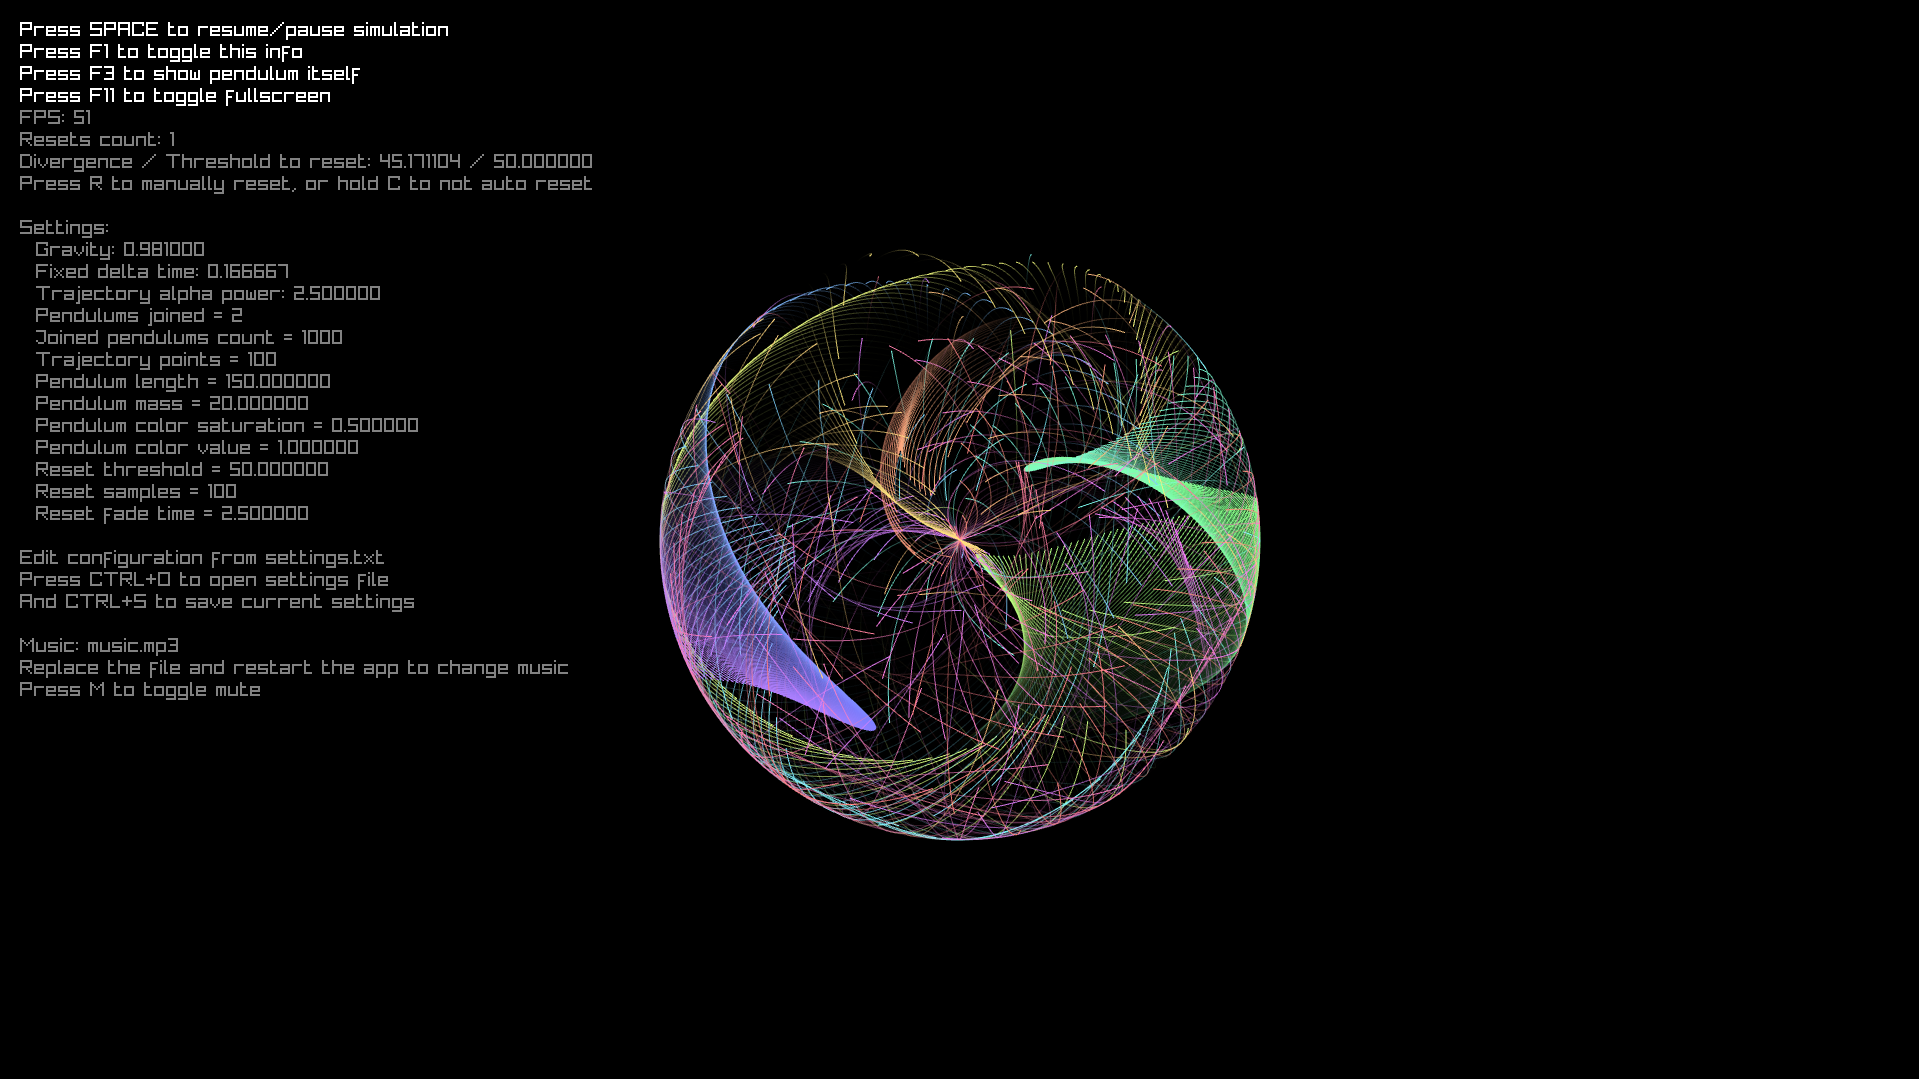 Press SPACE to resume/pause simulation
Press F1 to toggle this info
Press F3 to show pendulum itself
Press F11 to toggle fullscreen
FPS: 51
Resets count: 1
Divergence / Threshold to reset: 45.171104 / 50.000000
Press R to manually reset, or hold C to not auto reset
Settings:
Gravity: 0.981000
Fixed delta time: 0.166667
Trajectory alpha power: 2.500000
Pendulums joined = 2
Joined pendulums count = 1000
Trajectory points = 100
Pendulum length = 150.000000
Pendulum mass = 20.000000
Pendulum color saturation = 0.500000
Pendulum color value = 1.000000
Reset threshold = 50.000000
Reset samples = 100
Reset fade time = 2.500000
Edit configuration from settings.txt
Press CTRL+O to open settings file
And CTRL+S to save current settings
Music: music.mp3
Replace the file and restart the app to change music
Press M to toggle mute